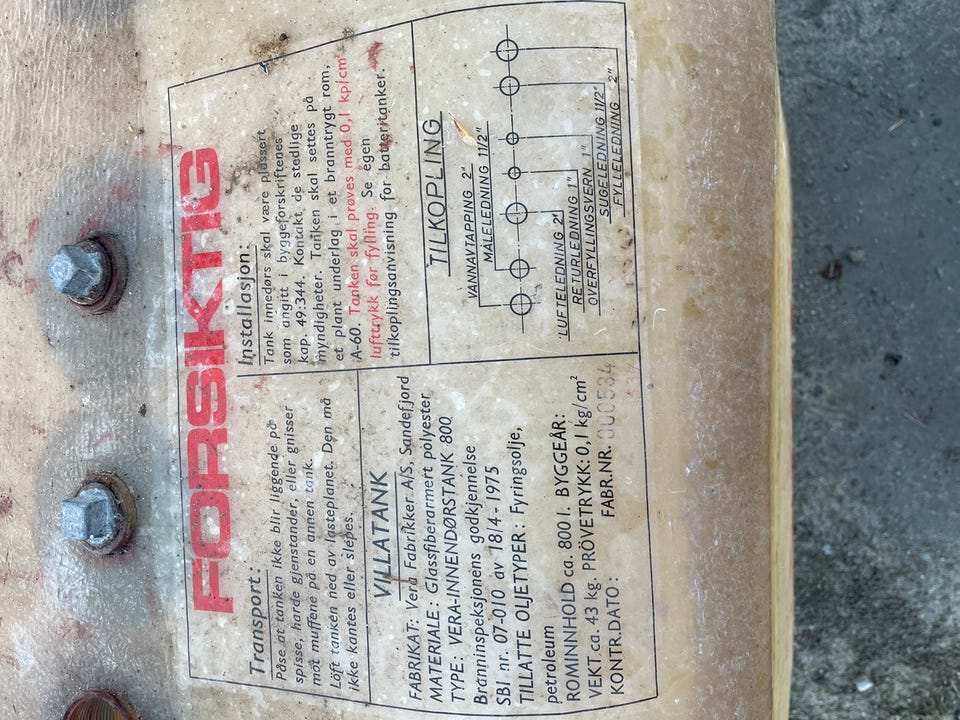 FORSIKTIG
Transport:
Påse at tanken ikke blir liggende på
spisse, harde gjenstander, eller gnisser
mot muffene på en annen tank.
Löft tanken ned av lasteplanet. Den må
ikke kantes eller slepes.
VILLATANK
FABRIKAT: Vera Fabrikker A/S, Sandefjord
MATERIALE: Glassfiberarmert polyester
TYPE: VERA-INNENDØRSTANK 800
Branninspeksjonens godkjennelse
SBI nr. 07-010 av 18/4-1975
TILLATTE OLJETYPER: Fyringsolje,
petroleum
ROMINNHOLD ca. 800 l. BYGGEÅR:
VEKT ca. 43 kg. PRÖVETRYKK: 0,1 kg/cm²
KONTR.DATO: FABR.NR. 000534
Installasjon:
Tank innedørs skal være plassert
som angitt i byggeforskriftenes
kap. 49:344. Kontakt de stedlige
myndigheter. Tanken skal settes på
et plant underlag i et branntrygt rom,
A-60. Tanken skal prøves med 0,1 kp/cm²
lufttrykk før fylling. Se egen
tilkoplingsanvisning for batteritanker.
TILKOPLING
VANNAVTAPPING 2"
MÅLELEDNING 11/2"
LUFTELEDNING 2"
RETURLEDNING 1"
OVERFYLLINGSVERN 1"
SUGELEDNING 11/2"
FYLLELEDNING 2"